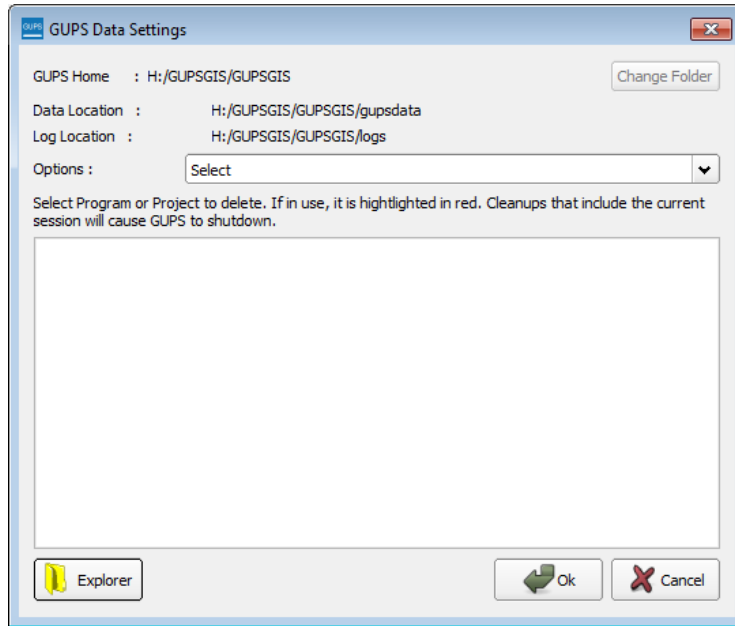 GUPS GUPS Data Settings
GUPS Home : H:/GUPSGIS/GUPSGIS Change Folder
Data Location : H:/GUPSGIS/GUPSGIS/gupsdata
Log Location : H:/GUPSGIS/GUPSGIS/logs
Options : Select
Select Program or Project to delete. If in use, it is hightlighted in red. Cleanups that include the current
session will cause GUPS to shutdown.
Explorer Ok Cancel